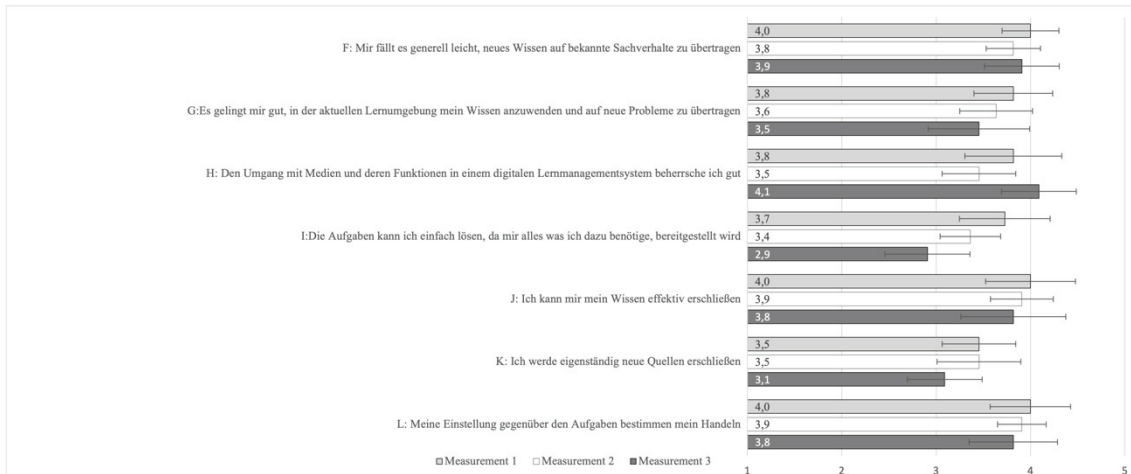 4,0
F: Mir fällt es generell leicht, neues Wissen auf bekannte Sachverhalte zu übertragen
3,8
3,9
3,8
G:Es gelingt mir gut, in der aktuellen Lernumgebung mein Wissen anzuwenden und auf neue Probleme zu übertragen
3,6
3,5
3,8
H: Den Umgang mit Medien und deren Funktionen in einem digitalen Lernmanagementsystem beherrsche ich gut
3,5
4,1
3,7
I:Die Aufgaben kann ich einfach lösen, da mir alles was ich dazu benötige, bereitgestellt wird
3,4
2,9
4,0
J: Ich kann mir mein Wissen effektiv erschließen
3,9
3,8
3,5
K: Ich werde eigenständig neue Quellen erschließen
3,5
3,1
4,0
L: Meine Einstellung gegenüber den Aufgaben bestimmen mein Handeln
3,9
3,8
Measurement 1 Measurement 2 Measurement 3
1 2 3 4 5